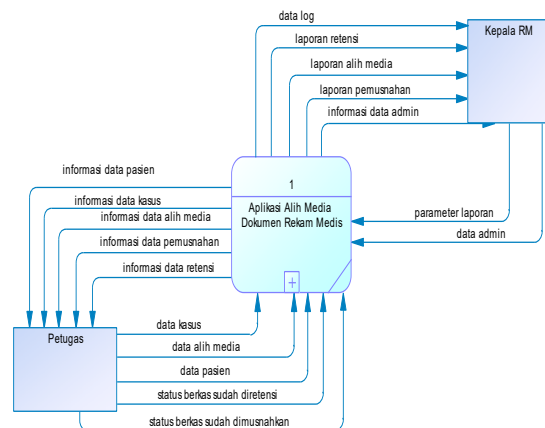 data log
Kepala RM
laporan retensi
laporan alih media
laporan pemusnahan
informasi data admin
informasi data pasien
1
informasi data kasus
Aplikasi Alih Media
Dokumen Rekam Medis
parameter laporan
informasi data alih media
data admin
informasi data pemusnahan
informasi data retensi
+
Petugas
data kasus
data alih media
data pasien
status berkas sudah diretensi
status berkas sudah dimusnahkan